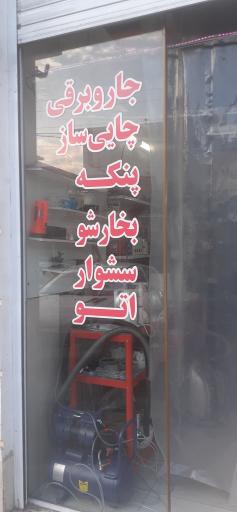 جاروبرقی
چایی‌ساز
پنکه
بخارشو
سشوار
اتو